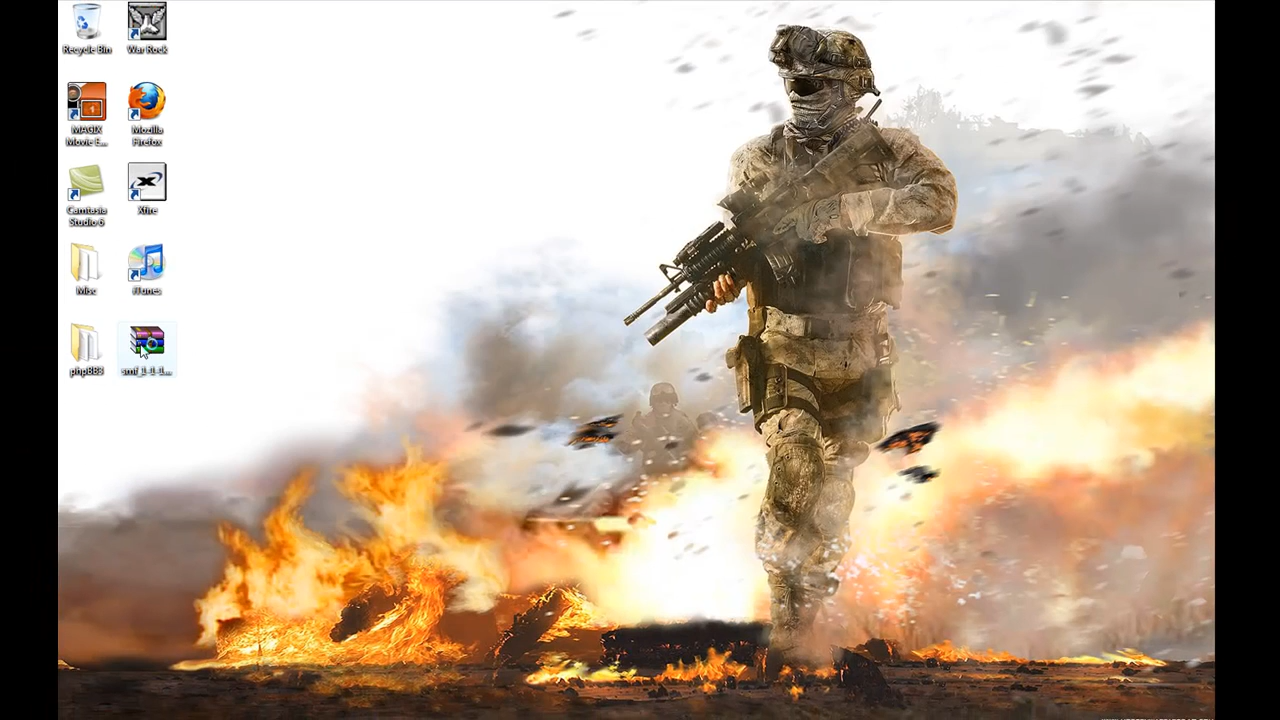 Recycle Bin
War Rock
MAGIX
Movie E...
Mozilla
Firefox
Camtasia
Studio 6
Xfire
Misc
iTunes
phpBB3
smf_1-1-1...